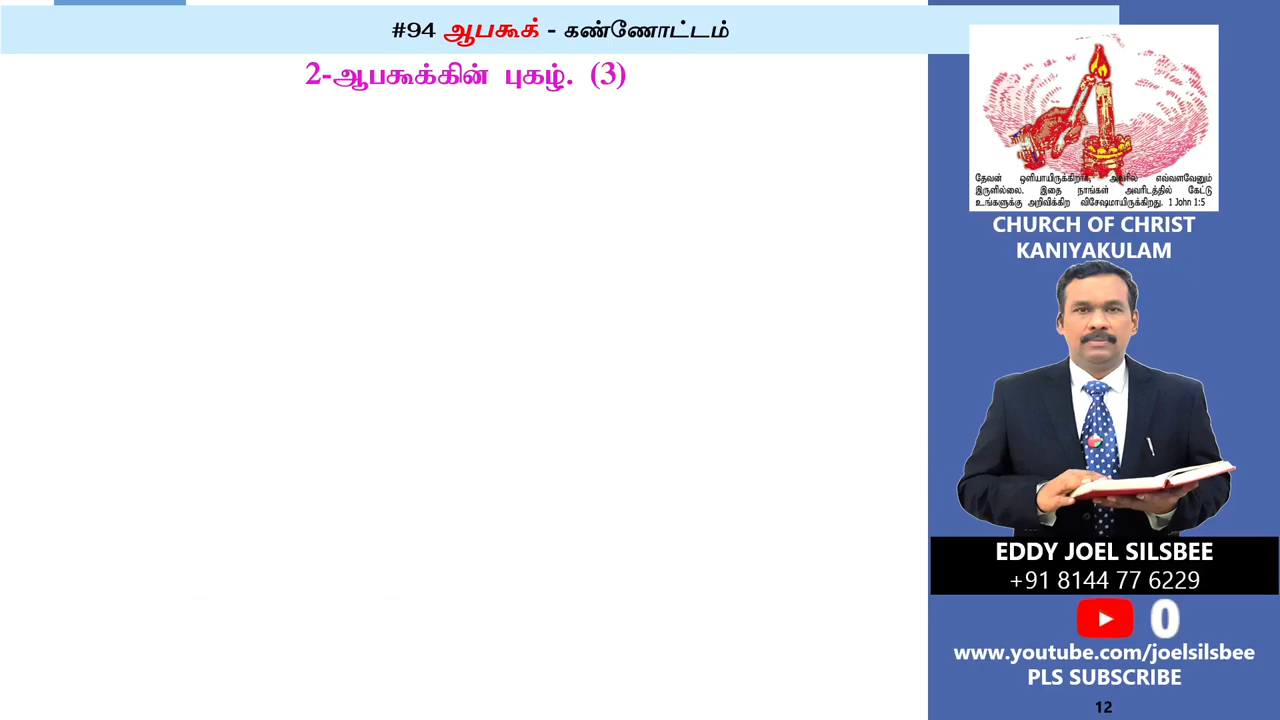 #94 ஆபகூக் - கண்ணோட்டம்
2-ஆபகூக்கின் புகழ். (3)
தேவன் ஒளியாயிருக்கிறார், அவரில் எவ்வளவேனும்
இருளில்லை. இதை நாங்கள் அவரிடத்தில் கேட்டு
உங்களுக்கு அறிவிக்கிற விசேஷமாயிருக்கிறது. 1 John 1:5
CHURCH OF CHRIST
KANIYAKULAM
EDDY JOEL SILSBEE
+91 8144 77 6229
www.youtube.com/joelsilsbee
PLS SUBSCRIBE
12